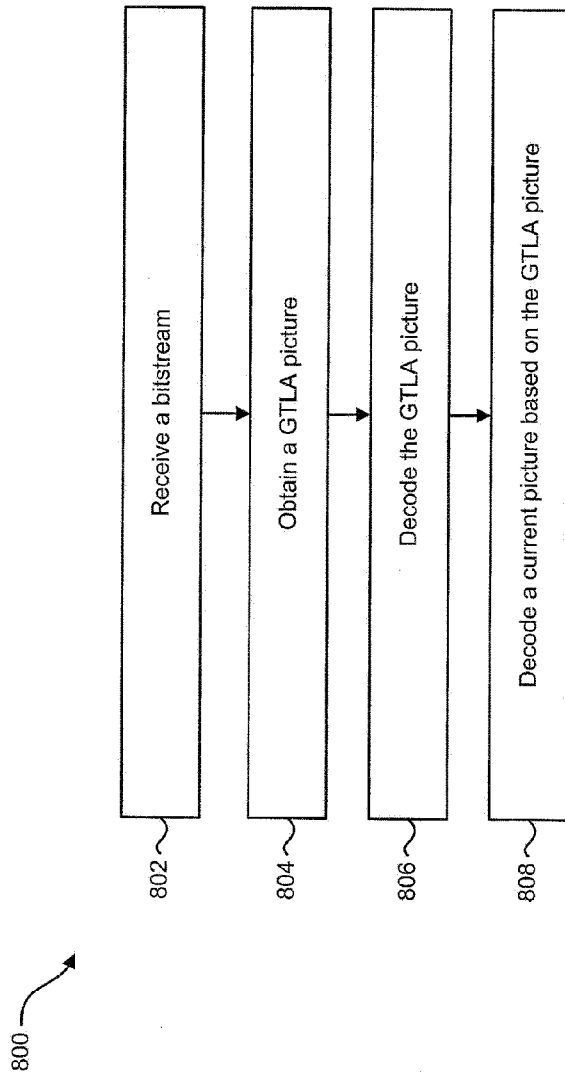 800
802
Receive a bitstream
804
Obtain a GTLA picture
806
Decode the GTLA picture
808
Decode a current picture based on the GTLA picture